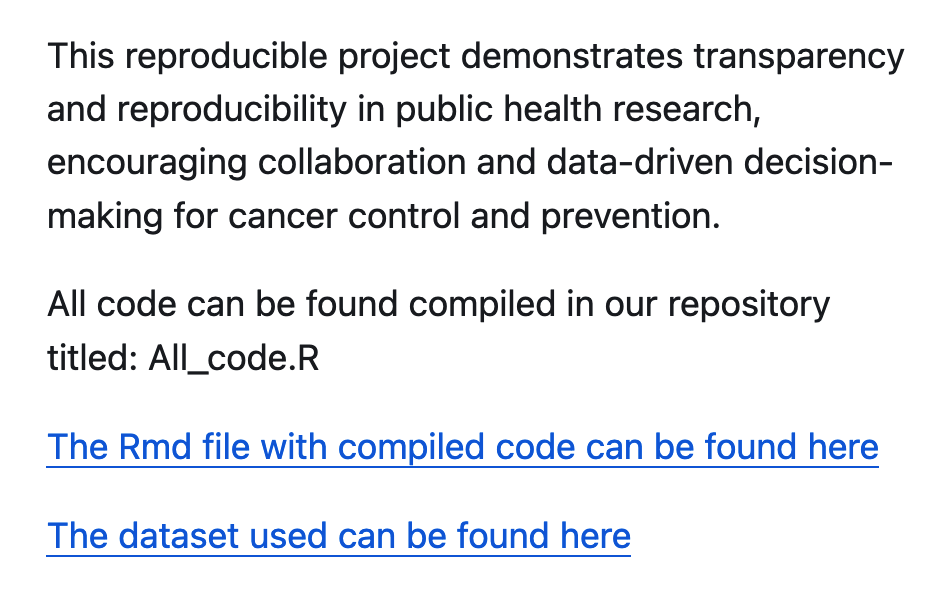 This reproducible project demonstrates transparency
and reproducibility in public health research,
encouraging collaboration and data-driven decision-
making for cancer control and prevention.
All code can be found compiled in our repository
titled: All_code.R
The Rmd file with compiled code can be found here
The dataset used can be found here